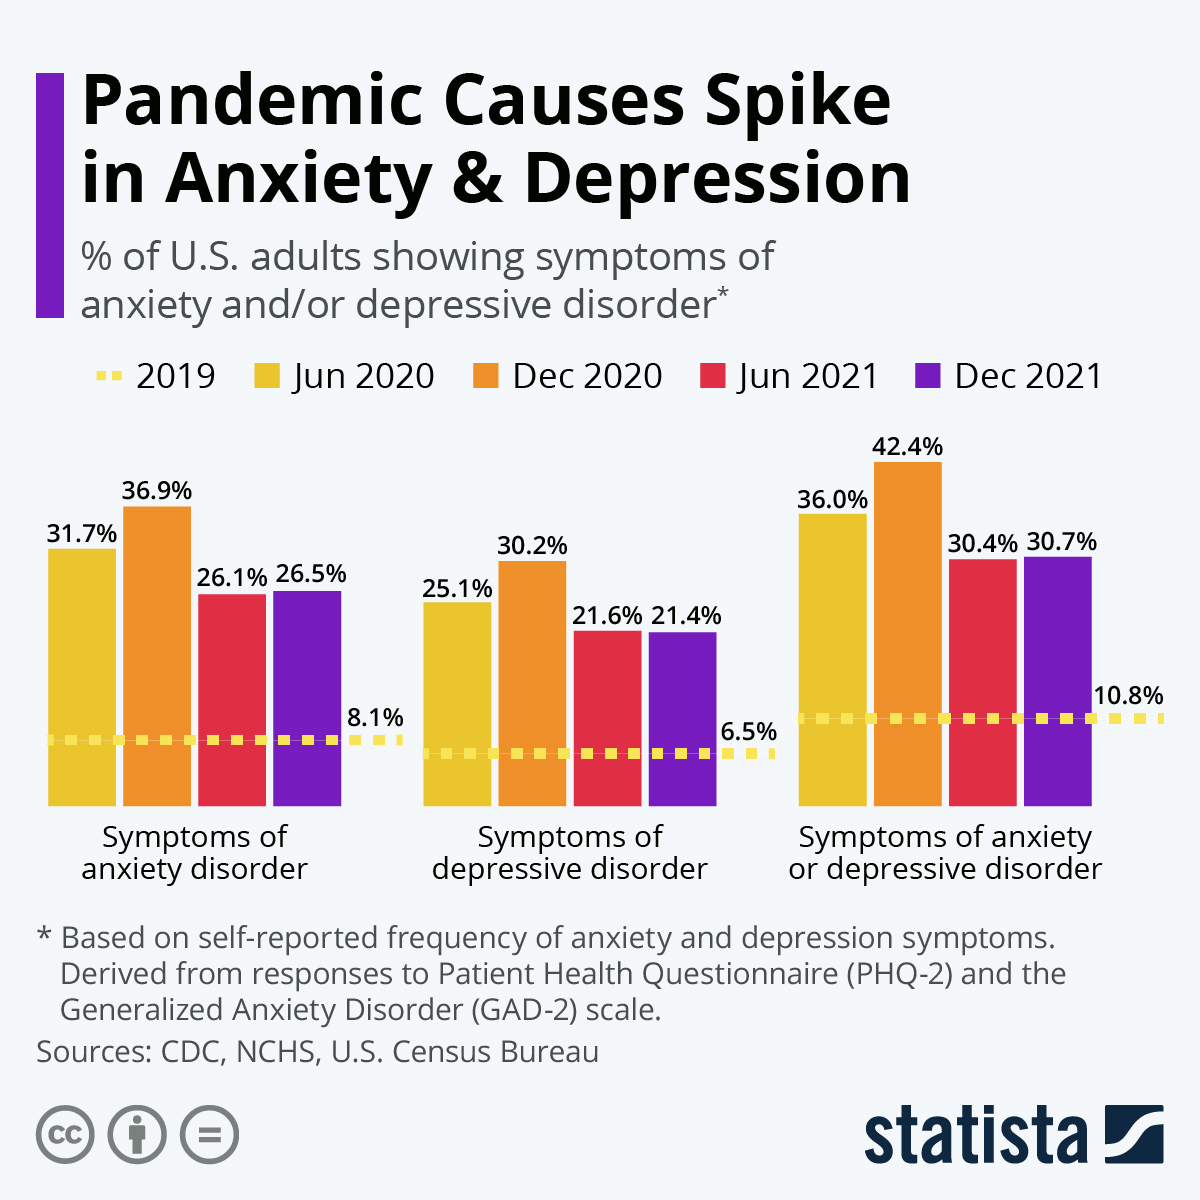 Pandemic Causes Spike
in Anxiety & Depression
% of U.S. adults showing symptoms of
anxiety and/or depressive disorder*
2019 Jun 2020 Dec 2020 Jun 2021 Dec 2021
31.7% 36.9% 26.1% 26.5% 8.1%
Symptoms of
anxiety disorder
25.1% 30.2% 21.6% 21.4% 6.5%
Symptoms of
depressive disorder
36.0% 42.4% 30.4% 30.7% 10.8%
Symptoms of anxiety
or depressive disorder
* Based on self-reported frequency of anxiety and depression symptoms.
Derived from responses to Patient Health Questionnaire (PHQ-2) and the
Generalized Anxiety Disorder (GAD-2) scale.
Sources: CDC, NCHS, U.S. Census Bureau
cc =
statista